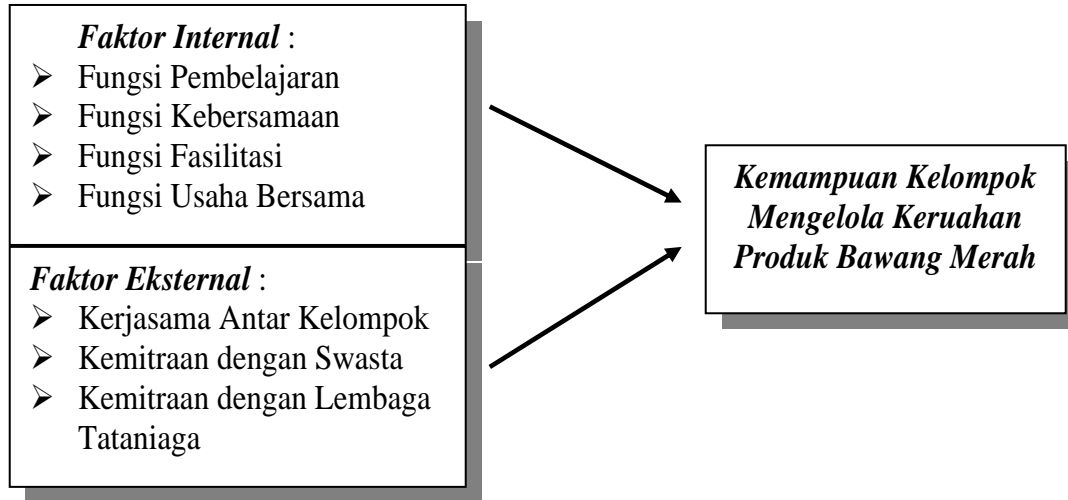 Faktor Internal :
➢ Fungsi Pembelajaran
➢ Fungsi Kebersamaan
➢ Fungsi Fasilitasi
➢ Fungsi Usaha Bersama
Faktor Eksternal :
➢ Kerjasama Antar Kelompok
➢ Kemitraan dengan Swasta
➢ Kemitraan dengan Lembaga
Tataniaga
Kemampuan Kelompok
Mengelola Keruahan
Produk Bawang Merah